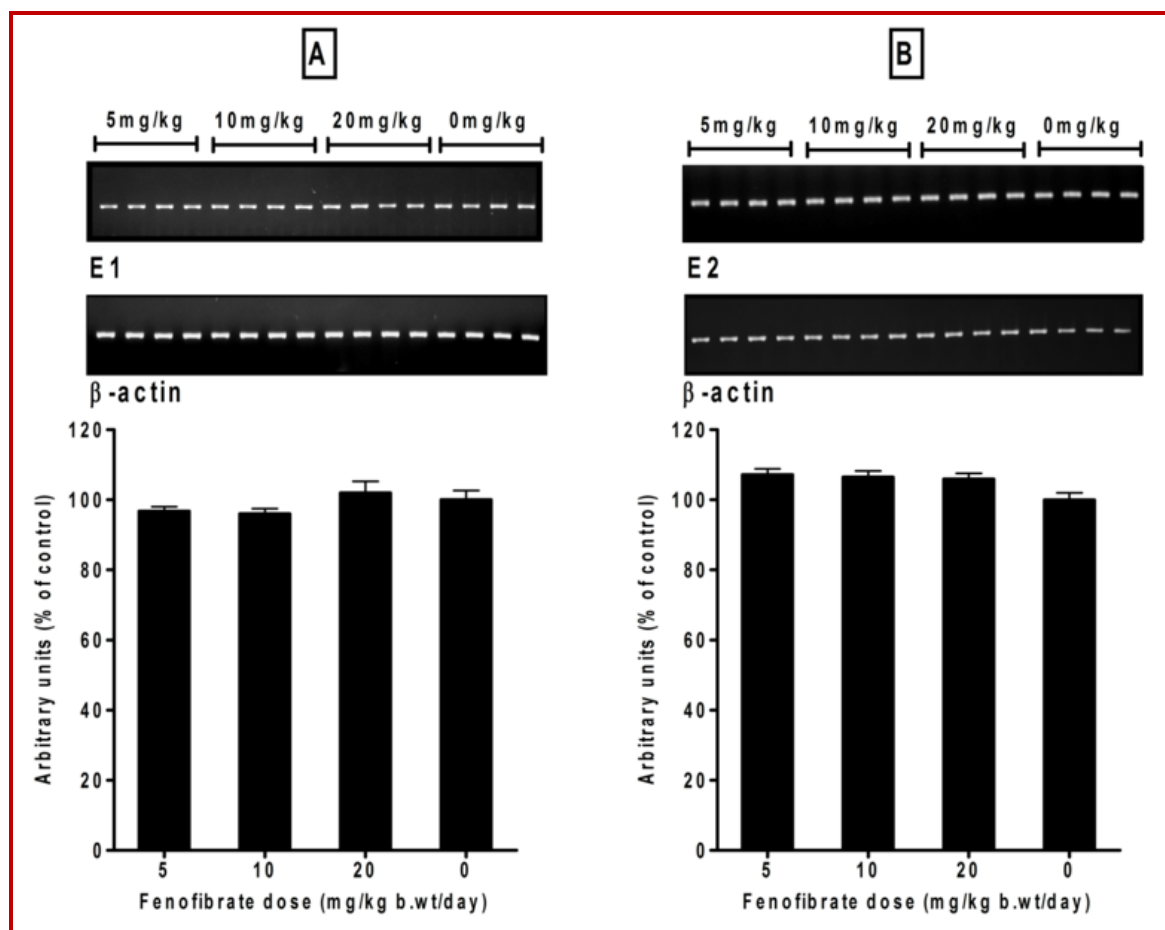 A
5mg/kg 10mg/kg 20mg/kg 0mg/kg
E1
β-actin
120
100
80
60
40
20
0
Arbitrary units (% of control)
5 10 20 0
Fenofibrate dose (mg/kg b.wt/day)
B
5mg/kg 10mg/kg 20mg/kg 0mg/kg
E2
β-actin
120
100
80
60
40
20
0
Arbitrary units (% of control)
5 10 20 0
Fenofibrate dose (mg/kg b.wt/day)